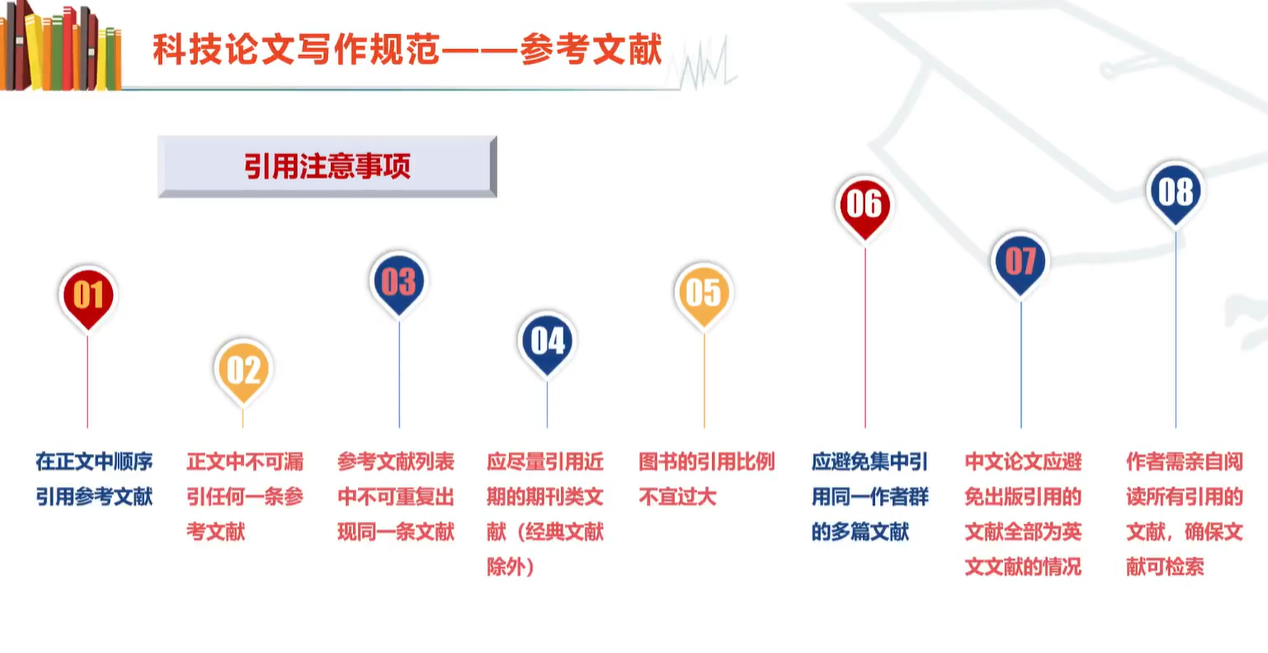 科技论文写作规范——参考文献
引用注意事项
01
在正文中顺序
引用参考文献
02
正文中不可漏
引任何一条参
考文献
03
参考文献列表
中不可重复出
现同一条文献
04
应尽量引用近
期的期刊类文
献（经典文献
除外）
05
图书的引用比例
不宜过大
06
应避免集中引
用同一作者群
的多篇文献
07
中文论文应避
免出版引用的
文献全部为英
文文献的情况
08
作者需亲自阅
读所有引用的
文献，确保文
献可检索